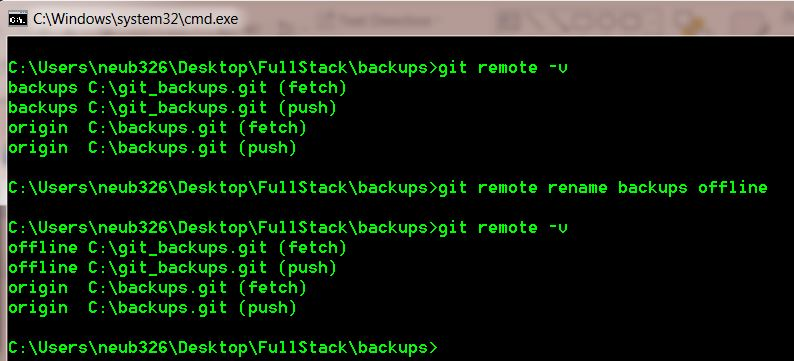 C:\Windows\system32\cmd.exe
C:\Users\neub326\Desktop\FullStack\backups>git remote -v
backups C:\git_backups.git (fetch)
backups C:\git_backups.git (push)
origin  C:\backups.git (fetch)
origin  C:\backups.git (push)
C:\Users\neub326\Desktop\FullStack\backups>git remote rename backups offline
C:\Users\neub326\Desktop\FullStack\backups>git remote -v
offline C:\git_backups.git (fetch)
offline C:\git_backups.git (push)
origin  C:\backups.git (fetch)
origin  C:\backups.git (push)
C:\Users\neub326\Desktop\FullStack\backups>